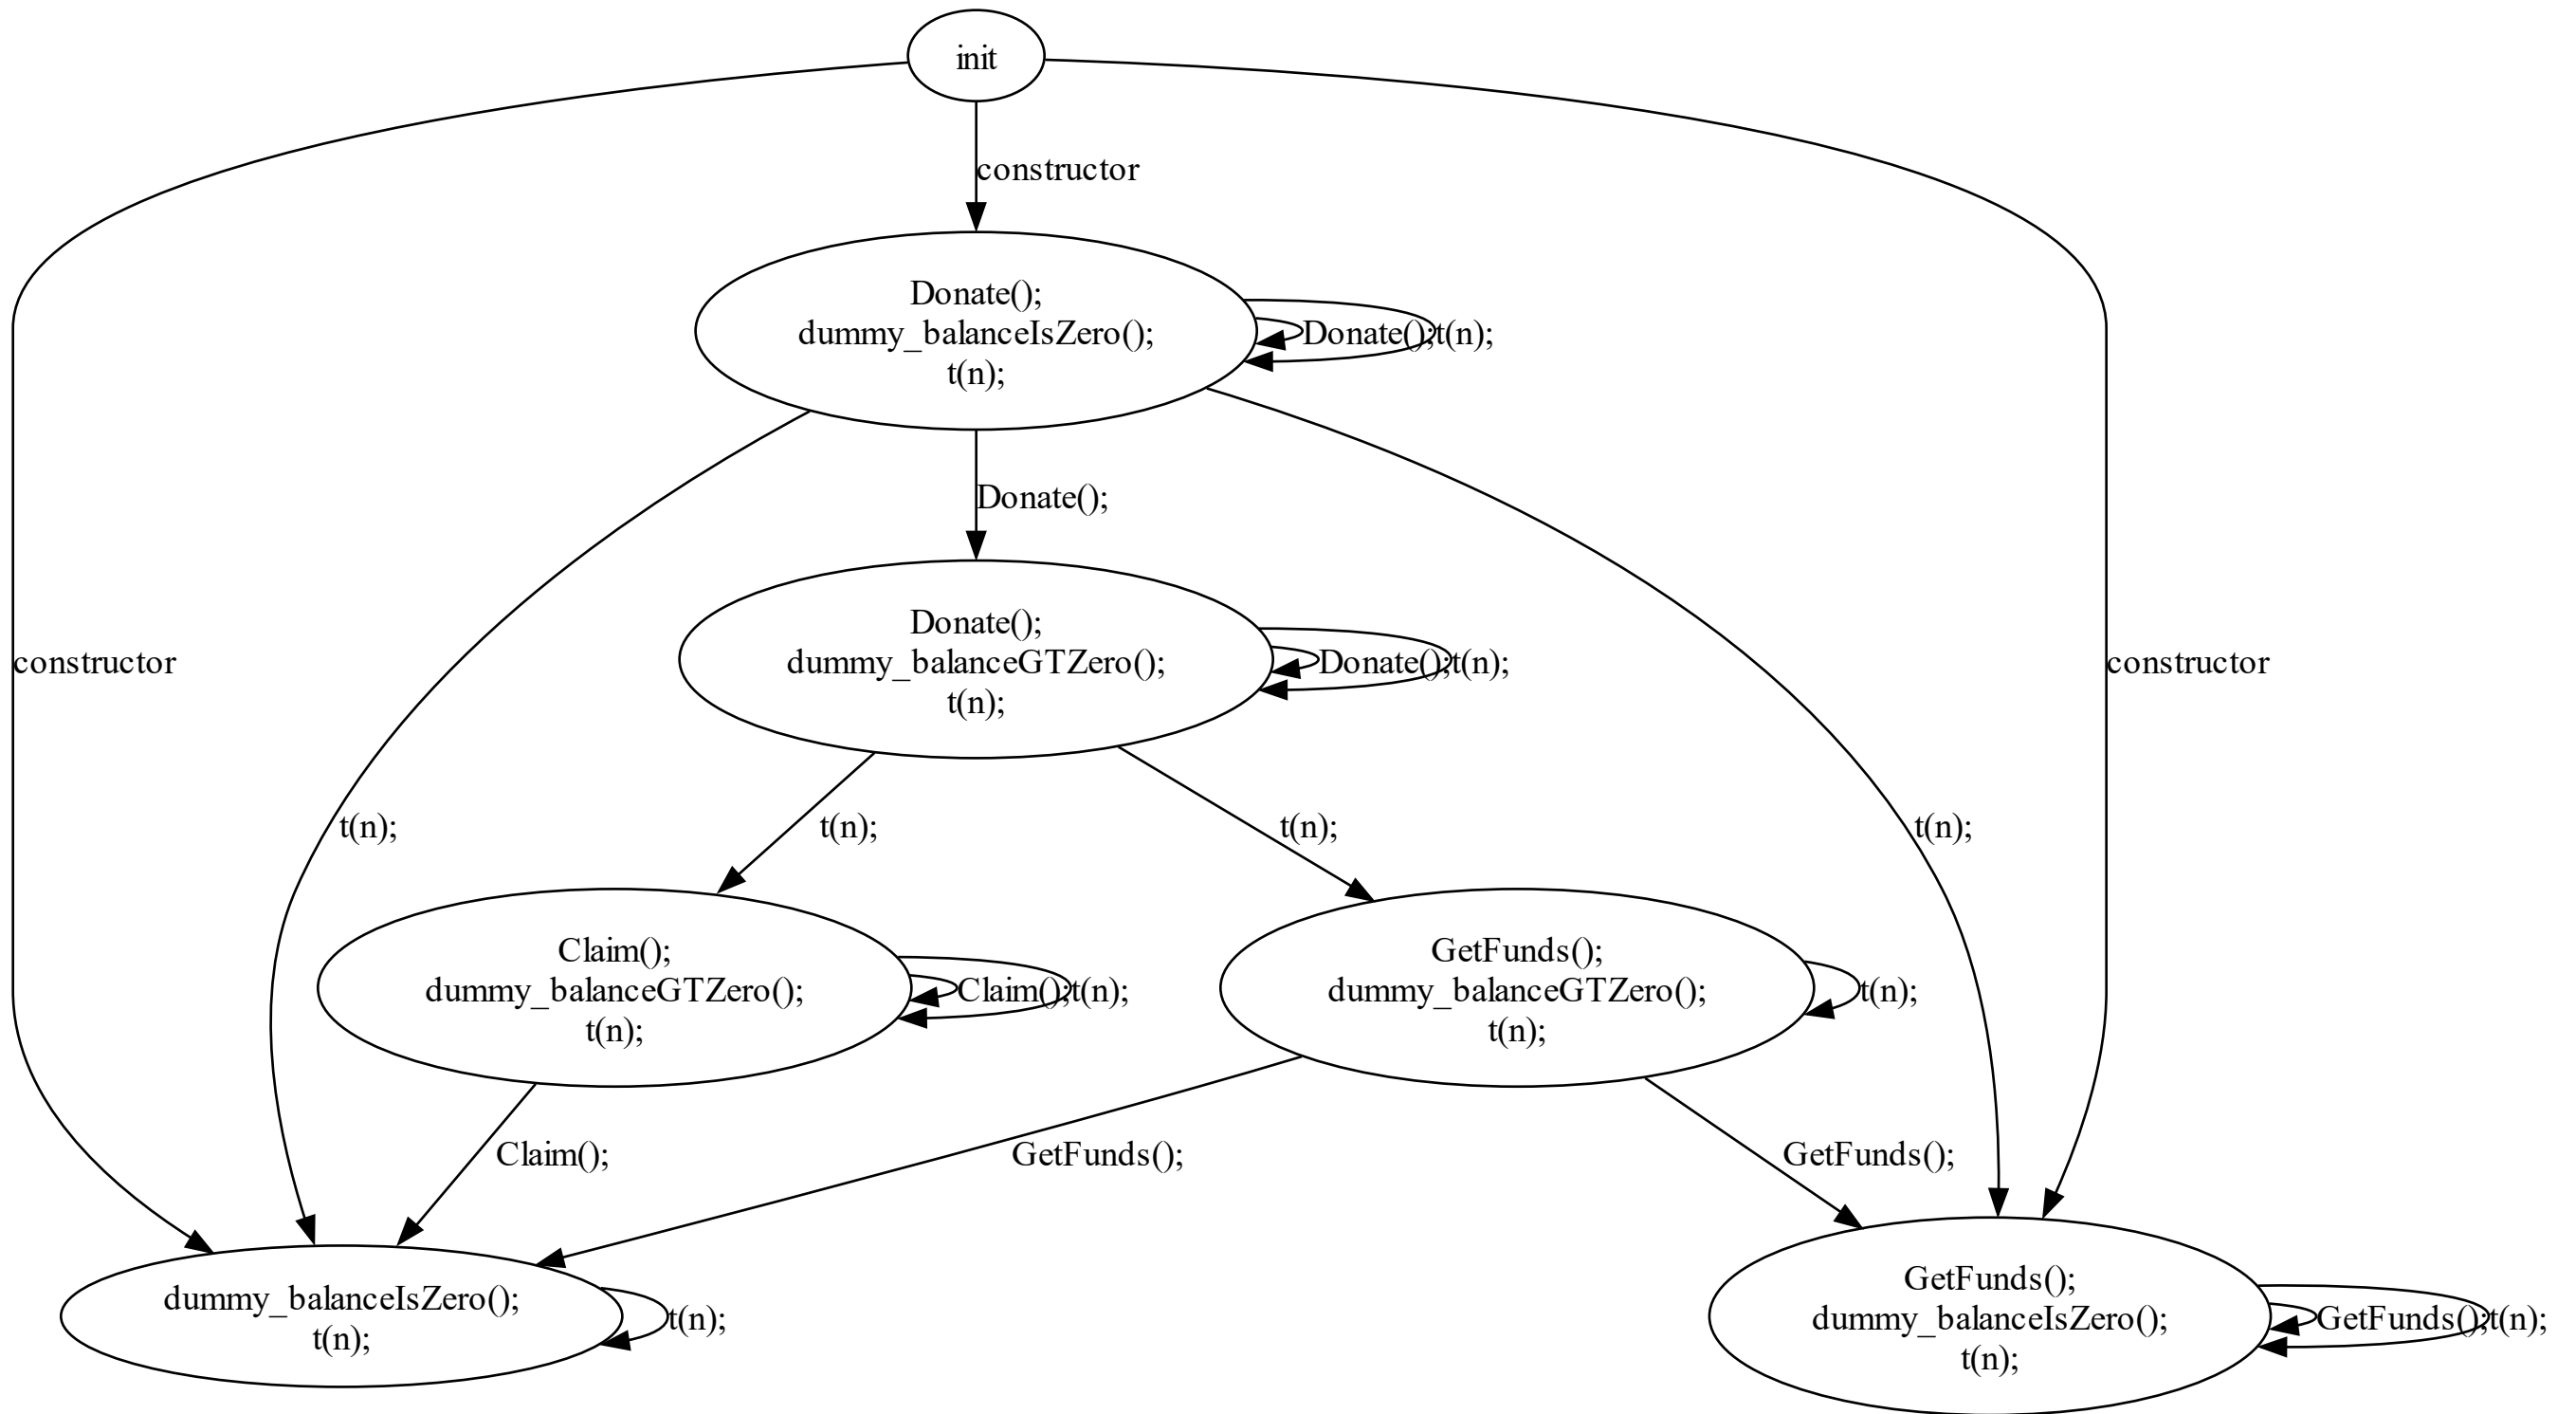 init
constructor
Donate();
dummy_balanceIsZero();
t(n);
Donate();
t(n);
Donate();
Donate();
dummy_balanceGTZero();
t(n);
Donate();
t(n);
constructor
constructor
t(n);
t(n);
t(n);
t(n);
Claim();
dummy_balanceGTZero();
t(n);
Claim();
t(n);
GetFunds();
dummy_balanceGTZero();
t(n);
t(n);
Claim();
GetFunds();
GetFunds();
dummy_balanceIsZero();
t(n);
t(n);
GetFunds();
dummy_balanceIsZero();
t(n);
GetFunds();
t(n);